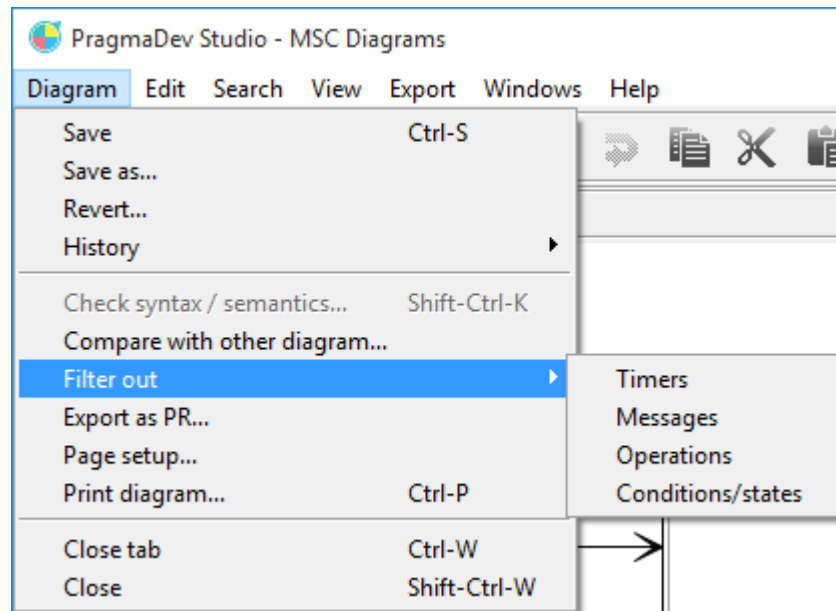 PragmaDev Studio - MSC Diagrams
Diagram Edit Search View Export Windows Help
Save Ctrl-S
Save as...
Revert...
History
Check syntax / semantics... Shift-Ctrl-K
Compare with other diagram...
Filter out Timers
Export as PR... Messages
Page setup... Operations
Print diagram... Ctrl-P Conditions/states
Close tab Ctrl-W
Close Shift-Ctrl-W